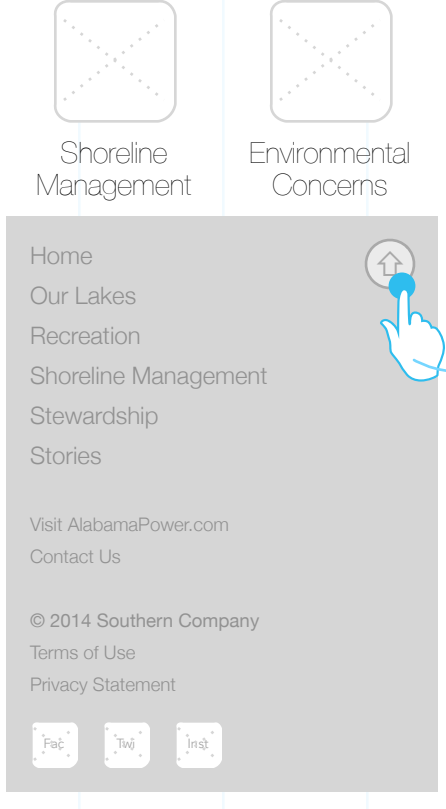 Shoreline
Management
Environmental
Concerns
Home
Our Lakes
Recreation
Shoreline Management
Stewardship
Stories
Visit AlabamaPower.com
Contact Us
© 2014 Southern Company
Terms of Use
Privacy Statement
Fac Twi Inst